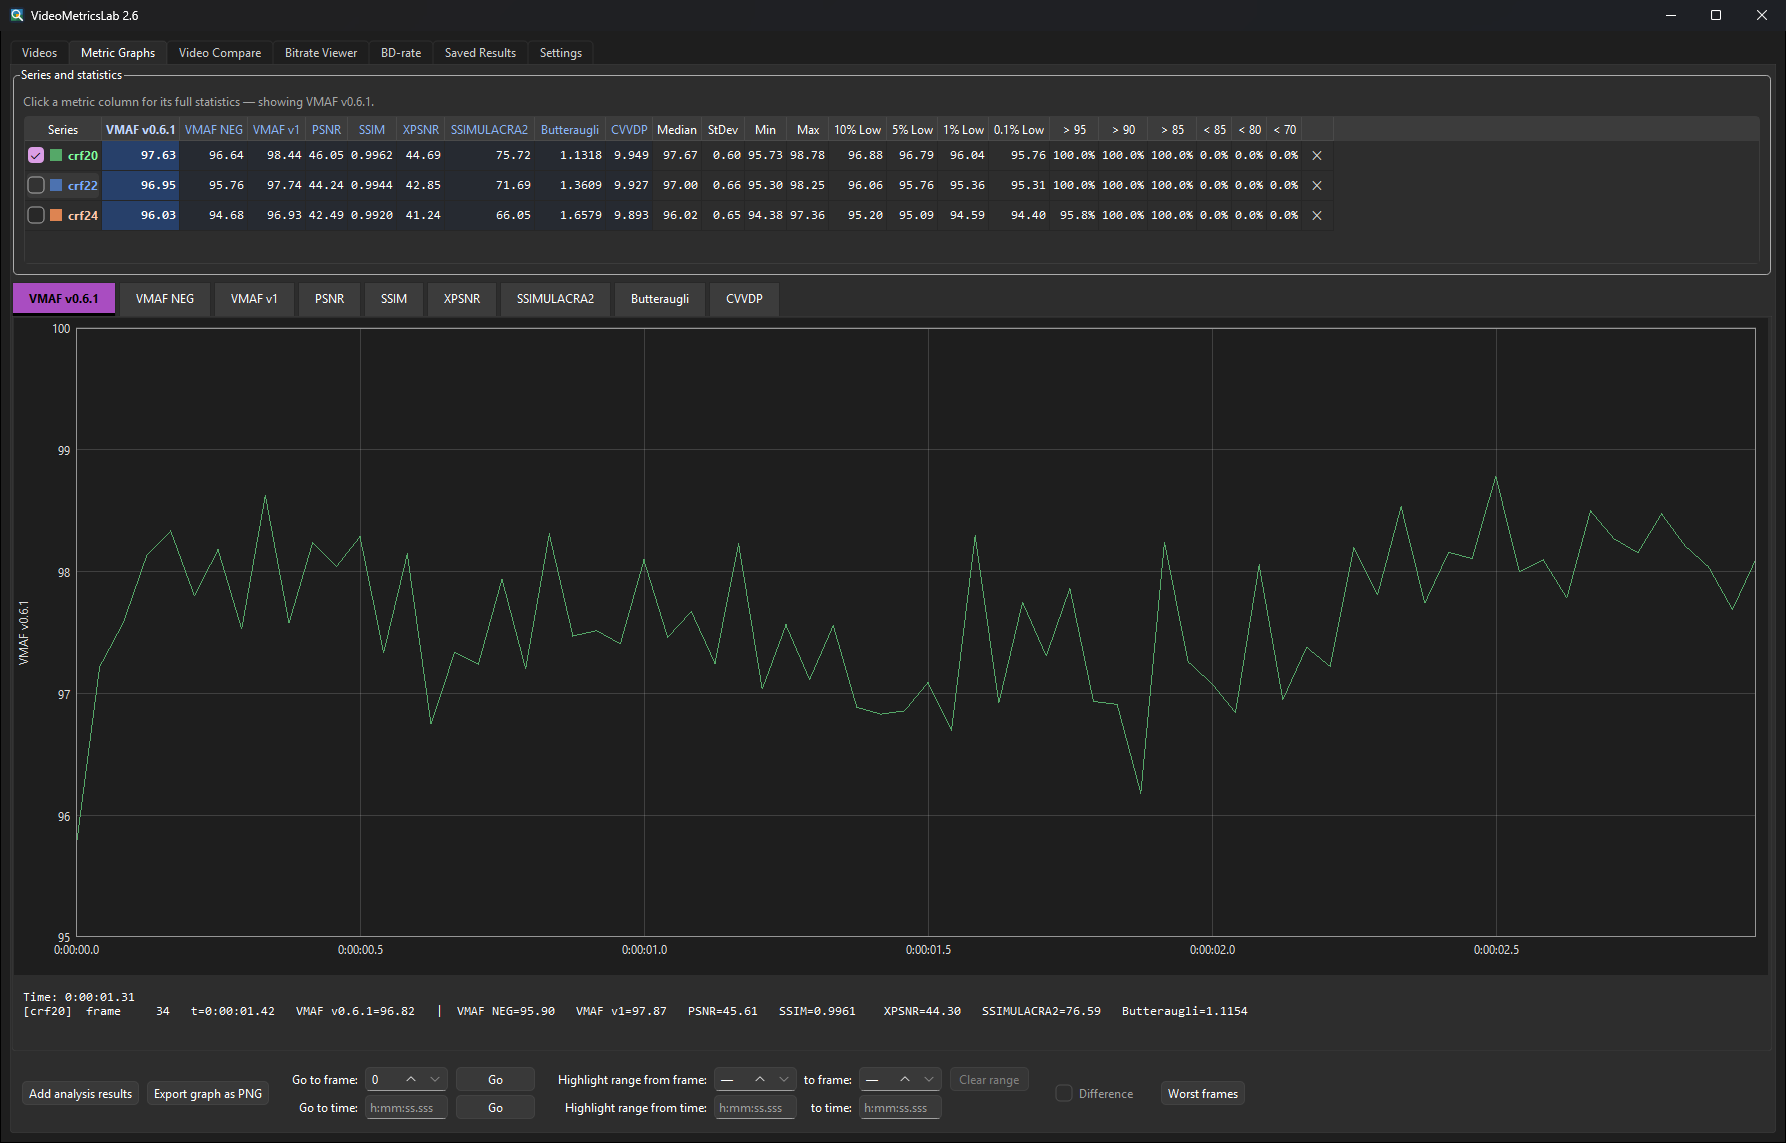 VideoMetricsLab 2.6
Videos Metric Graphs Video Compare Bitrate Viewer BD-rate Saved Results Settings
Series and statistics
Click a metric column for its full statistics — showing VMAF v0.6.1.
Series VMAF v0.6.1 VMAF NEG VMAF v1 PSNR SSIM XPSNR SSIMULACRA2 Butteraugli CVVDP Median StDev Min Max 10% Low 5% Low 1% Low 0.1% Low > 95 > 90 > 85 < 85 < 80 < 70
crf20 97.63 96.64 98.44 46.05 0.9962 44.69 75.72 1.1318 9.949 97.67 0.60 95.73 98.78 96.88 96.79 96.04 95.76 100.0% 100.0% 100.0% 0.0% 0.0% 0.0%
crf22 96.95 95.76 97.74 44.24 0.9944 42.85 71.69 1.3609 9.927 97.00 0.66 95.30 98.25 96.06 95.76 95.36 95.31 100.0% 100.0% 100.0% 0.0% 0.0% 0.0%
crf24 96.03 94.68 96.93 42.49 0.9920 41.24 66.05 1.6579 9.893 96.02 0.65 94.38 97.36 95.20 95.09 94.59 94.40 95.8% 100.0% 100.0% 0.0% 0.0% 0.0%
VMAF v0.6.1 VMAF NEG VMAF v1 PSNR SSIM XPSNR SSIMULACRA2 Butteraugli CVVDP
100
99
98
97
96
95
VMAF v0.6.1
0:00:00.0 0:00:00.5 0:00:01.0 0:00:01.5 0:00:02.0 0:00:02.5
Time: 0:00:01.31
[crf20] frame 34 t=0:00:01.42 VMAF v0.6.1=96.82 | VMAF NEG=95.90 VMAF v1=97.87 PSNR=45.61 SSIM=0.9961 XPSNR=44.30 SSIMULACRA2=76.59 Butteraugli=1.1154
Add analysis results Export graph as PNG
Go to frame: 0 Go Highlight range from frame: — to frame: — Clear range
Go to time: h:mm:ss.sss Go Highlight range from time: h:mm:ss.sss to time: h:mm:ss.sss
Difference Worst frames